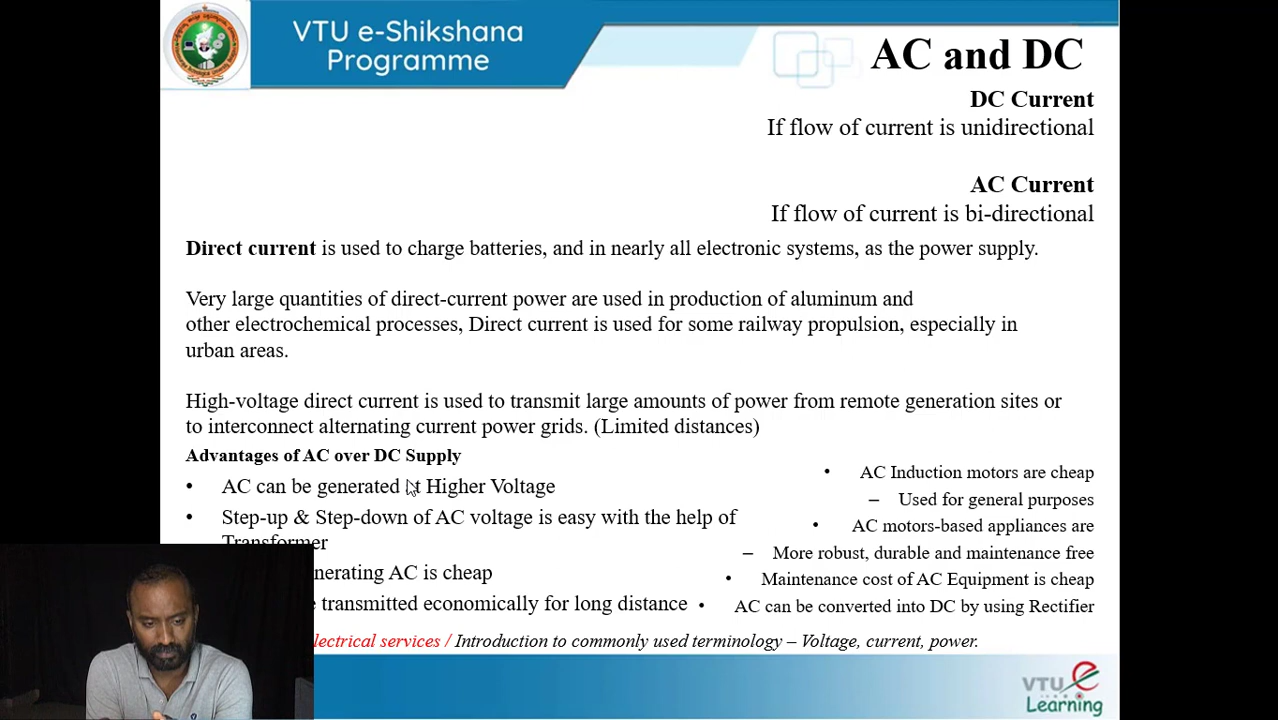 VTU e-Shikshana
Programme
AC and DC
DC Current
If flow of current is unidirectional
AC Current
If flow of current is bi-directional
Direct current is used to charge batteries, and in nearly all electronic systems, as the power supply.
Very large quantities of direct-current power are used in production of aluminum and
other electrochemical processes, Direct current is used for some railway propulsion, especially in
urban areas.
High-voltage direct current is used to transmit large amounts of power from remote generation sites or
to interconnect alternating current power grids. (Limited distances)
Advantages of AC over DC Supply
• AC can be generated at Higher Voltage
• Step-up & Step-down of AC voltage is easy with the help of
Transformer
nerating AC is cheap
transmitted economically for long distance
• AC Induction motors are cheap
– Used for general purposes
• AC motors-based appliances are
– More robust, durable and maintenance free
• Maintenance cost of AC Equipment is cheap
• AC can be converted into DC by using Rectifier
lectrical services / Introduction to commonly used terminology – Voltage, current, power.
VTU e
Learning